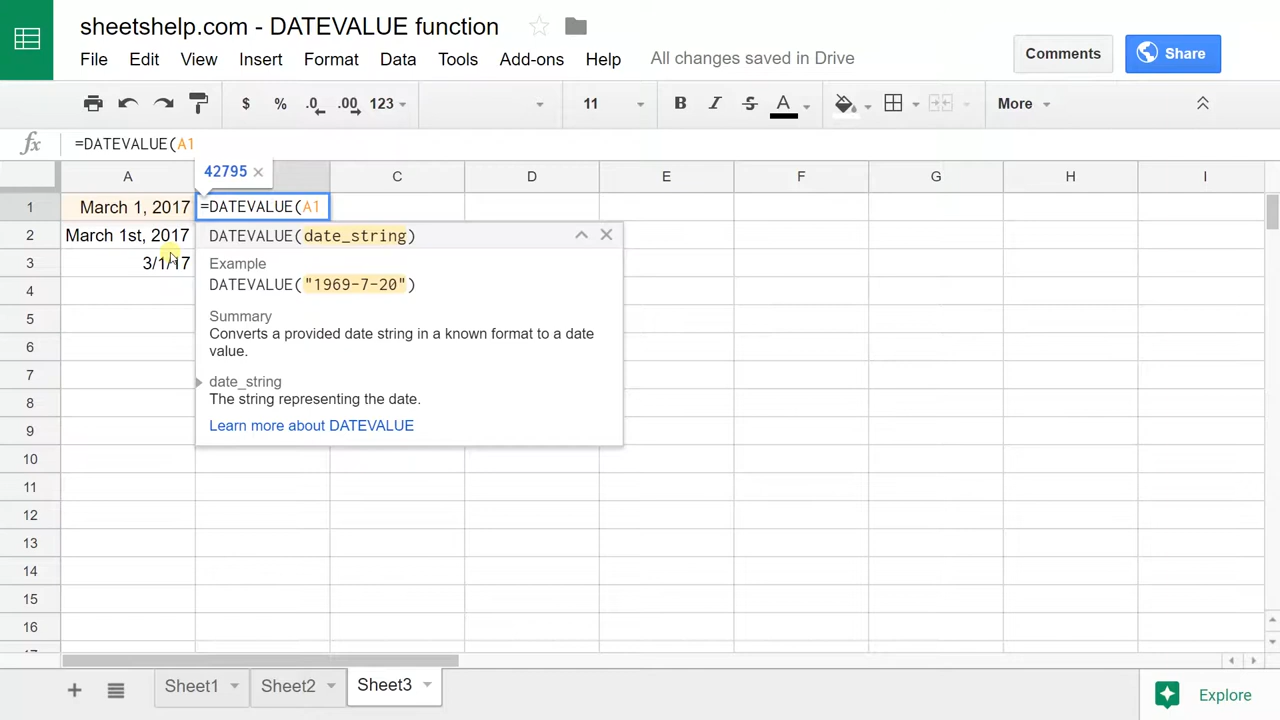 sheetshelp.com - DATEVALUE function
File Edit View Insert Format Data Tools Add-ons Help All changes saved in Drive
Comments Share
$ % .0 .00 123 11 B I S A More
fx =DATEVALUE(A1
42795 ×
A C D E F G H I
1 March 1, 2017 =DATEVALUE(A1
2 March 1st, 2017
3 3/1/17
4
5
6
7
8
9
10
11
12
13
14
15
16
DATEVALUE(date_string)
Example
DATEVALUE("1969-7-20")
Summary
Converts a provided date string in a known format to a date
value.
date_string
The string representing the date.
Learn more about DATEVALUE
Sheet1 Sheet2 Sheet3 Explore